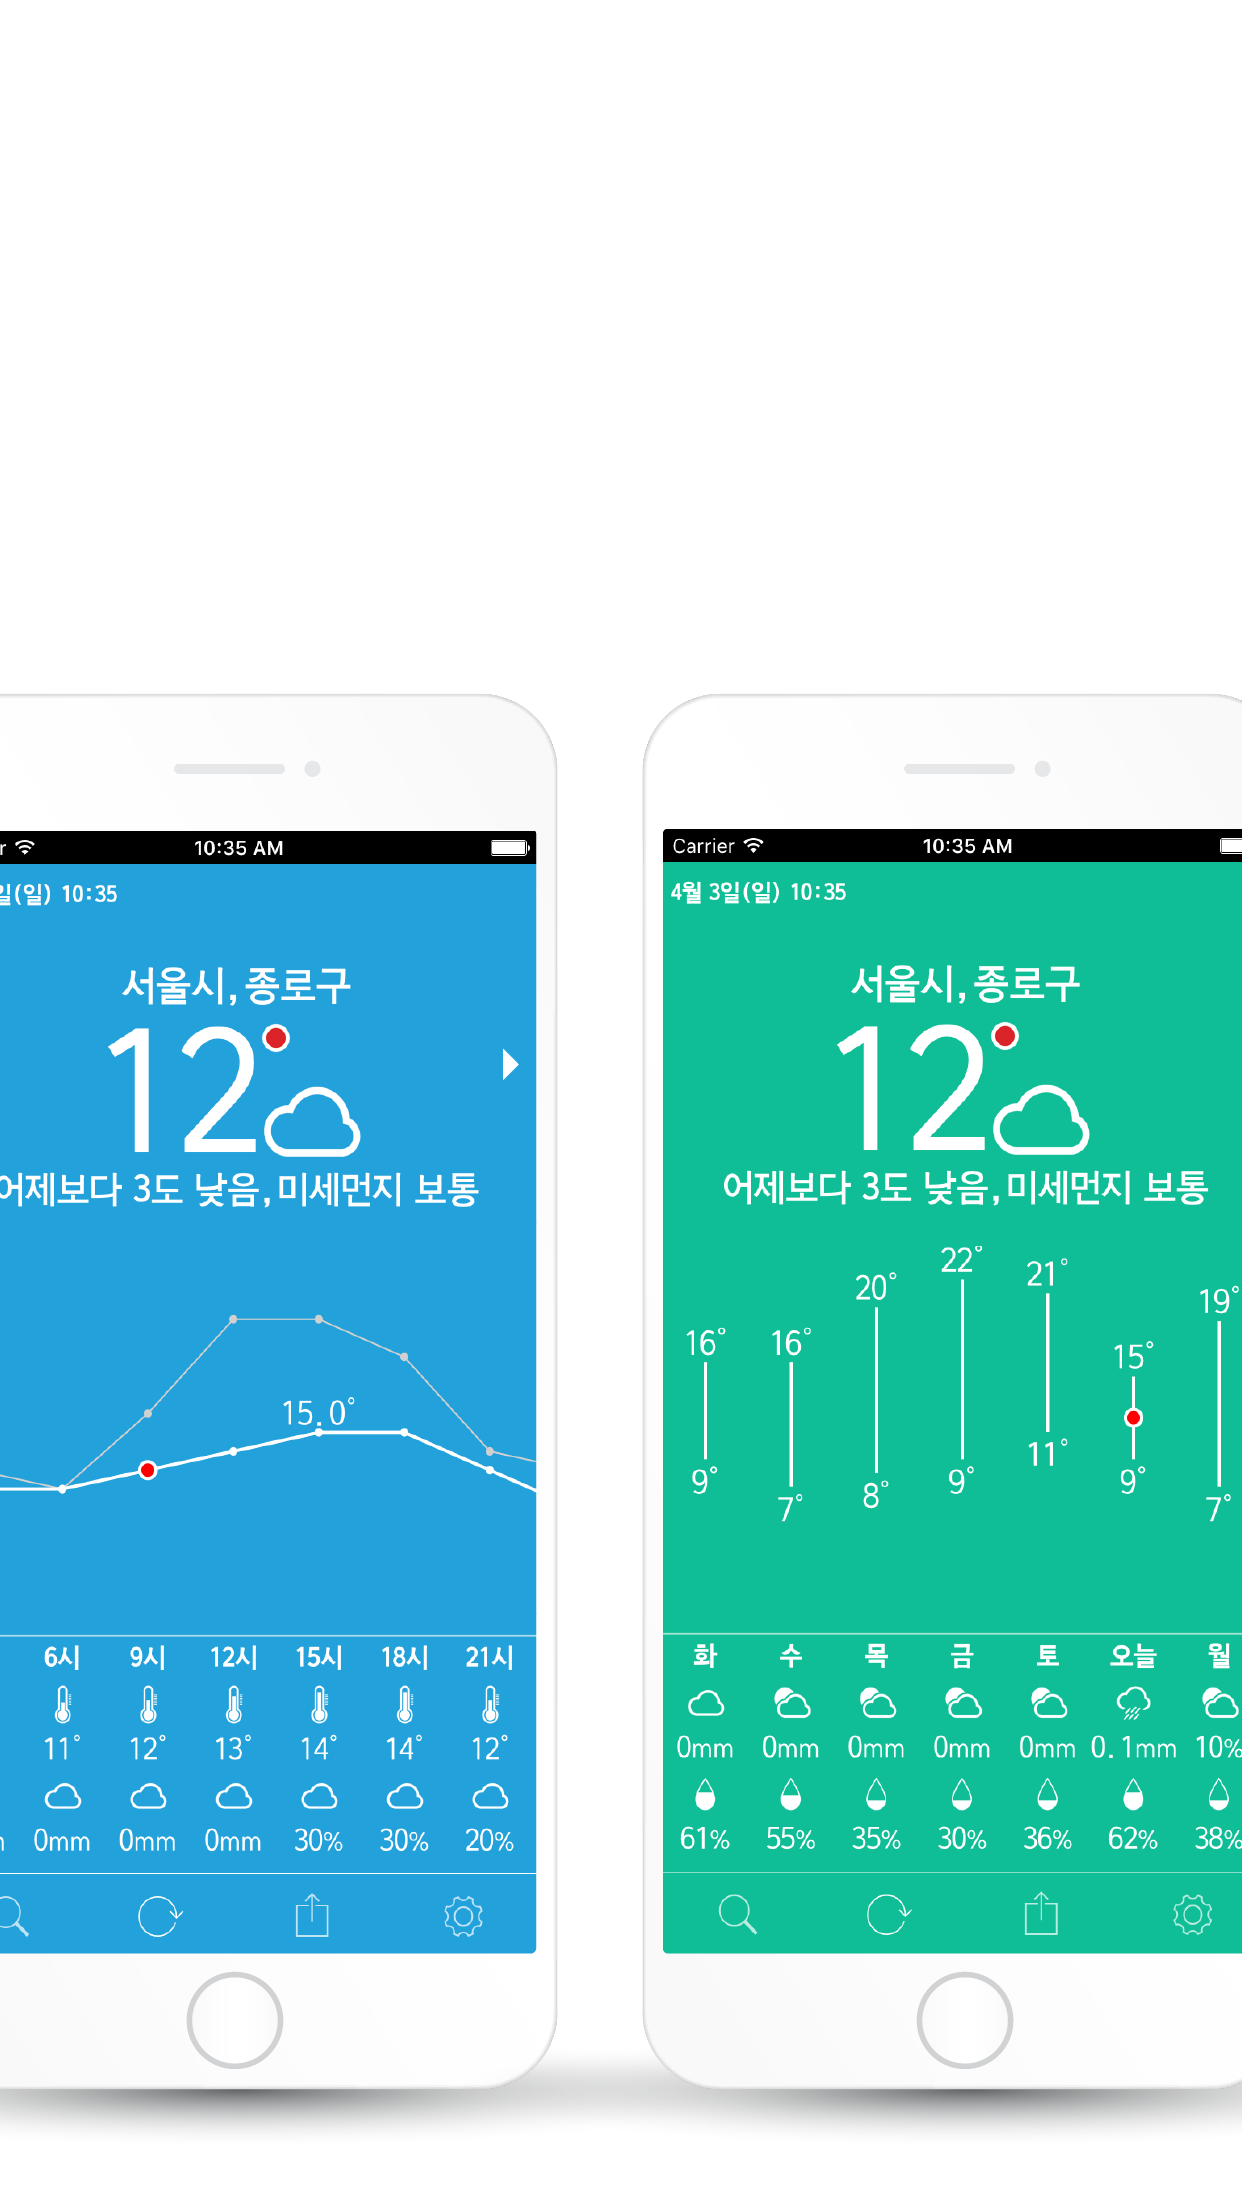 10:35 AM
일(일) 10:35
서울시, 종로구
12°
어제보다 3도 낮음, 미세먼지 보통
15.0°
6시 9시 12시 15시 18시 21시
11° 12° 13° 14° 14° 12°
0mm 0mm 0mm 30% 30% 20%
Carrier 10:35 AM
4월 3일(일) 10:35
서울시, 종로구
12°
어제보다 3도 낮음, 미세먼지 보통
16° 16° 20° 22° 21° 15° 19°
9° 7° 8° 9° 11° 9° 7°
화 수 목 금 토 오늘 월
0mm 0mm 0mm 0mm 0mm 0.1mm 10%
61% 55% 35% 30% 36% 62% 38%